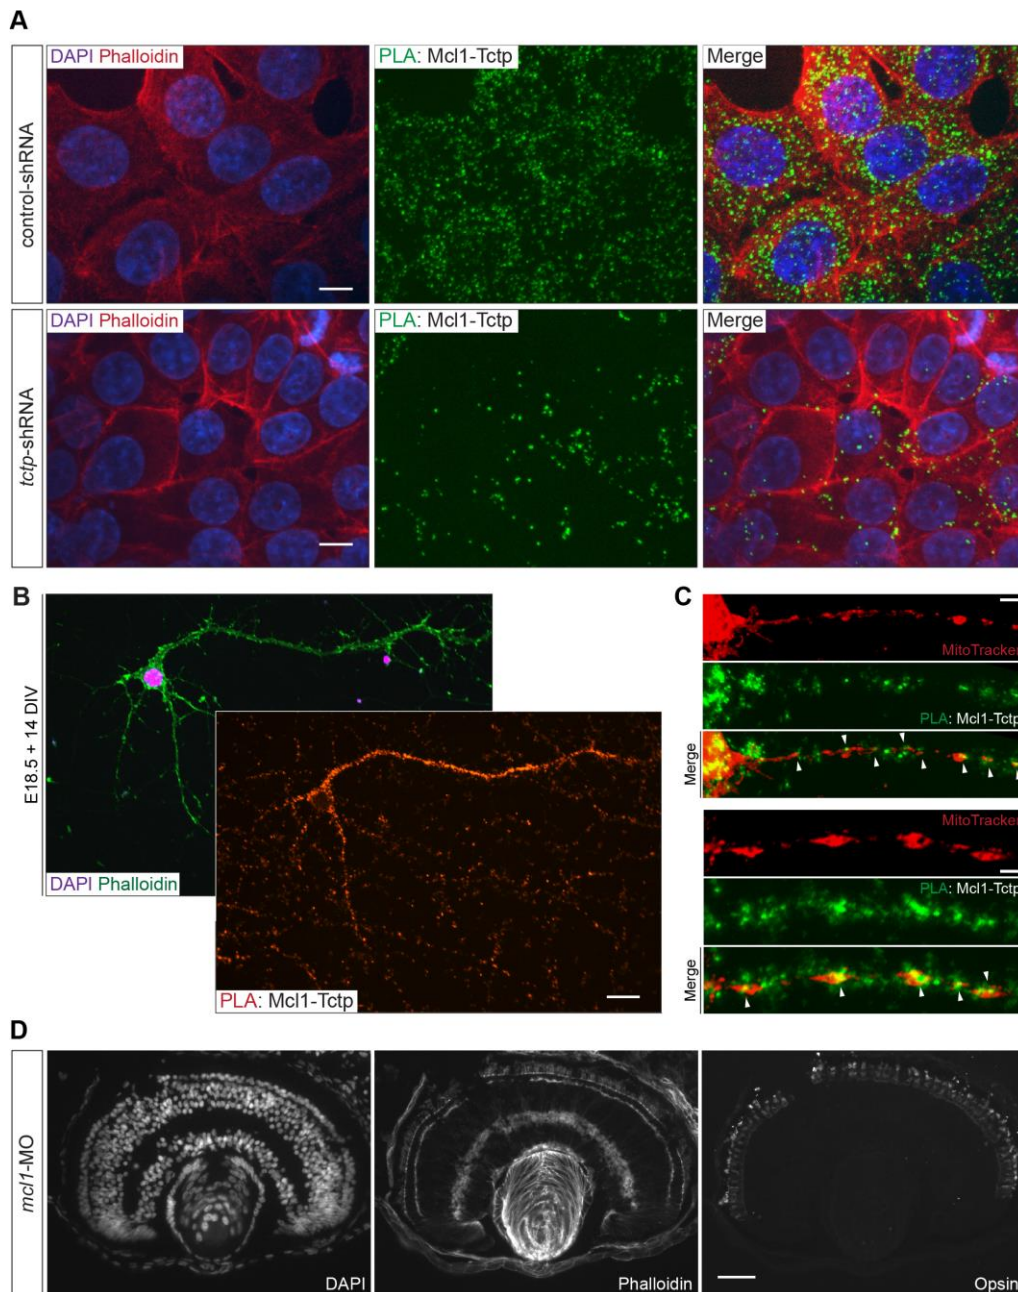 A
control-shRNA
DAPI Phalloidin
PLA: Mcl1-Tctp
Merge
tctp-shRNA
DAPI Phalloidin
PLA: Mcl1-Tctp
Merge
B
E18.5 + 14 DIV
DAPI Phalloidin
PLA: Mcl1-Tctp
C
MitoTracker
PLA: Mcl1-Tctp
Merge
MitoTracker
PLA: Mcl1-Tctp
Merge
D
mcl1-MO
DAPI
Phalloidin
Opsin